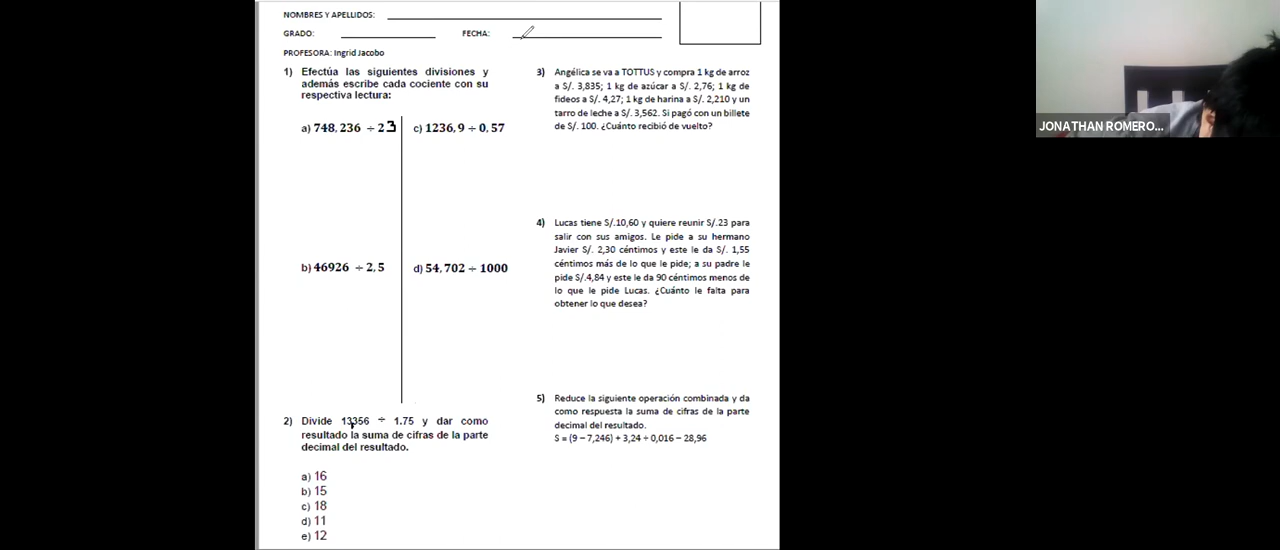 NOMBRES Y APELLIDOS:
GRADO: FECHA:
PROFESORA: Ingrid Jacobo
1) Efectúa las siguientes divisiones y
además escribe cada cociente con su
respectiva lectura:
a) 748,236 ÷ 23 c) 1236,9 ÷ 0,57
b) 46926 ÷ 2,5 d) 54,702 ÷ 1000
2) Divide 13356 ÷ 1.75 y dar como
resultado la suma de cifras de la parte
decimal del resultado.
a) 16
b) 15
c) 18
d) 11
e) 12
3) Angélica se va a TOTTUS y compra 1 kg de arroz
a S/. 3,835; 1 kg de azúcar a S/. 2,76; 1 kg de
fideos a S/. 4,27; 1 kg de harina a S/. 2,210 y un
tarro de leche a S/. 3,562. Si pagó con un billete
de S/. 100. ¿Cuánto recibió de vuelto?
4) Lucas tiene S/.10,60 y quiere reunir S/.23 para
salir con sus amigos. Le pide a su hermano
Javier S/. 2,30 céntimos y este le da S/. 1,55
céntimos más de lo que le pide; a su padre le
pide S/.4,84 y este le da 90 céntimos menos de
lo que le pide Lucas. ¿Cuánto le falta para
obtener lo que desea?
5) Reduce la siguiente operación combinada y da
como respuesta la suma de cifras de la parte
decimal del resultado.
S = (9 – 7,246) + 3,24 ÷ 0,016 – 28,96
JONATHAN ROMERO...